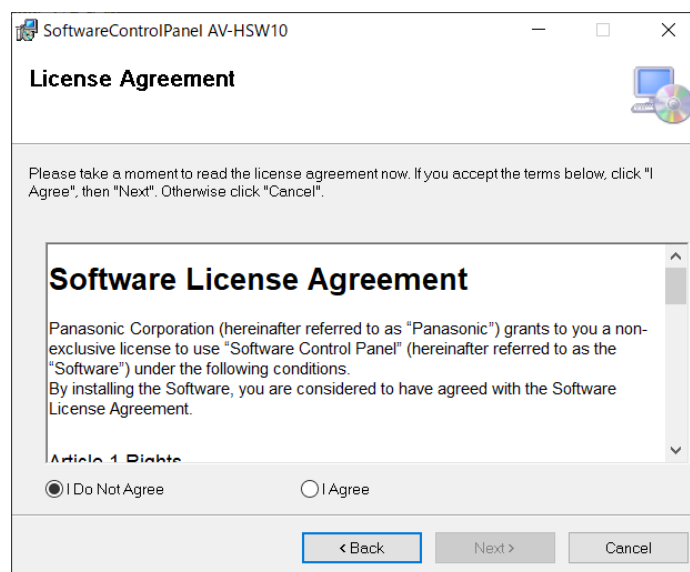 SoftwareControlPanel AV-HSW10
License Agreement
Please take a moment to read the license agreement now. If you accept the terms below, click "I
Agree", then "Next". Otherwise click "Cancel".
Software License Agreement
Panasonic Corporation (hereinafter referred to as “Panasonic”) grants to you a non-
exclusive license to use “Software Control Panel” (hereinafter referred to as the
“Software”) under the following conditions.
By installing the Software, you are considered to have agreed with the Software
License Agreement.
Article 1 Rights
I Do Not Agree
I Agree
< Back
Next >
Cancel